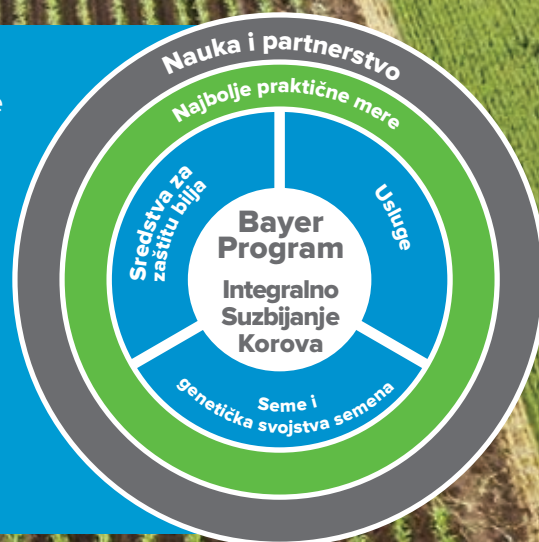 Nauka i partnerstvo
Najbolje praktične mere
Sredstva za
zaštitu bilja
Usluge
Bayer
Program
Integralno
Suzbijanje
Korova
Seme i
genetička svojstva semena